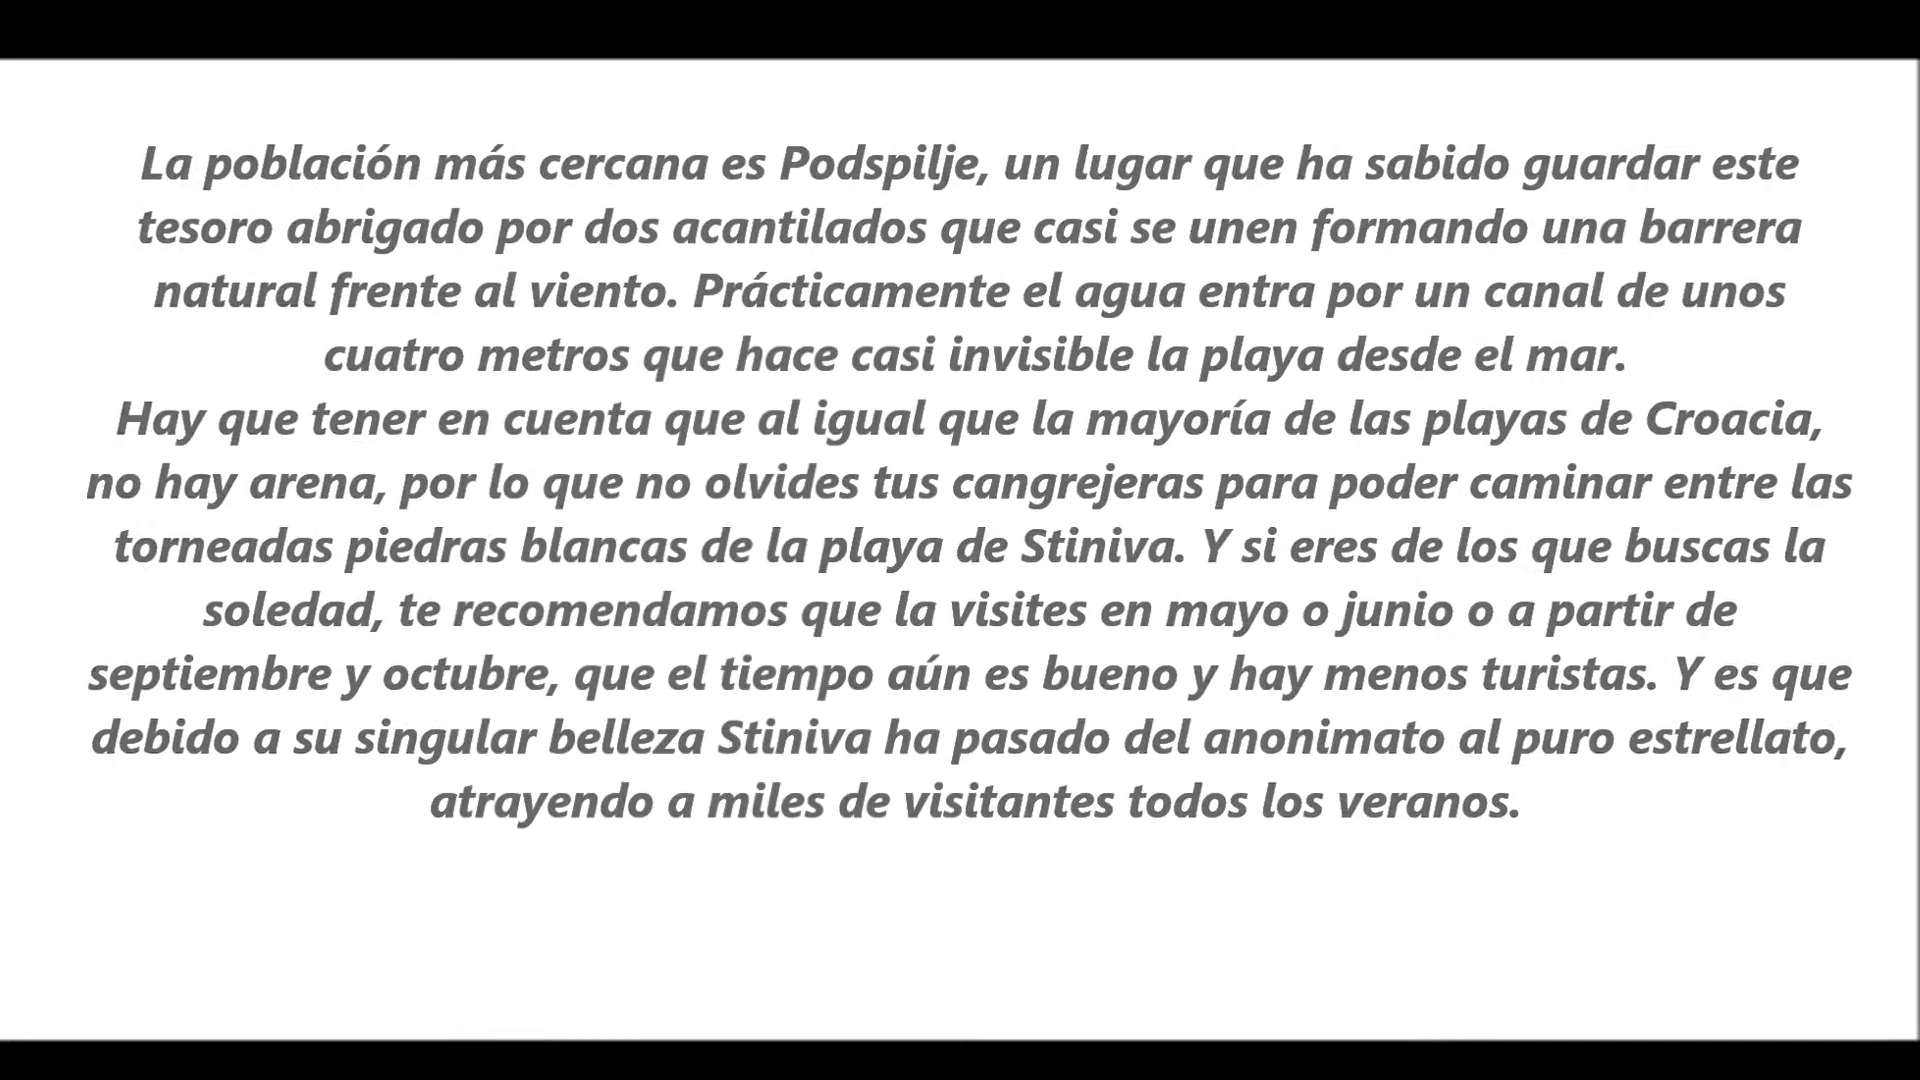 La población más cercana es Podspilje, un lugar que ha sabido guardar este
tesoro abrigado por dos acantilados que casi se unen formando una barrera
natural frente al viento. Prácticamente el agua entra por un canal de unos
cuatro metros que hace casi invisible la playa desde el mar.
Hay que tener en cuenta que al igual que la mayoría de las playas de Croacia,
no hay arena, por lo que no olvides tus cangrejeras para poder caminar entre las
torneadas piedras blancas de la playa de Stiniva. Y si eres de los que buscas la
soledad, te recomendamos que la visites en mayo o junio o a partir de
septiembre y octubre, que el tiempo aún es bueno y hay menos turistas. Y es que
debido a su singular belleza Stiniva ha pasado del anonimato al puro estrellato,
atrayendo a miles de visitantes todos los veranos.